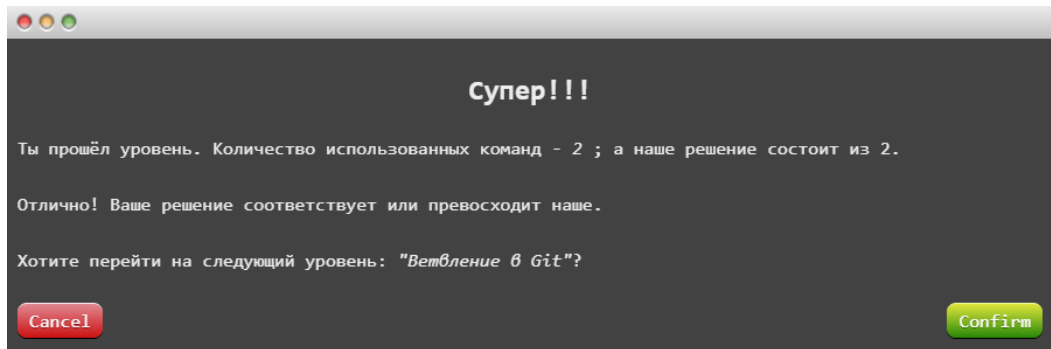 Супер!!!
Ты прошёл уровень. Количество использованных команд - 2 ; а наше решение состоит из 2.
Отлично! Ваше решение соответствует или превосходит наше.
Хотите перейти на следующий уровень: "Ветвление в Git"?
Cancel
Confirm